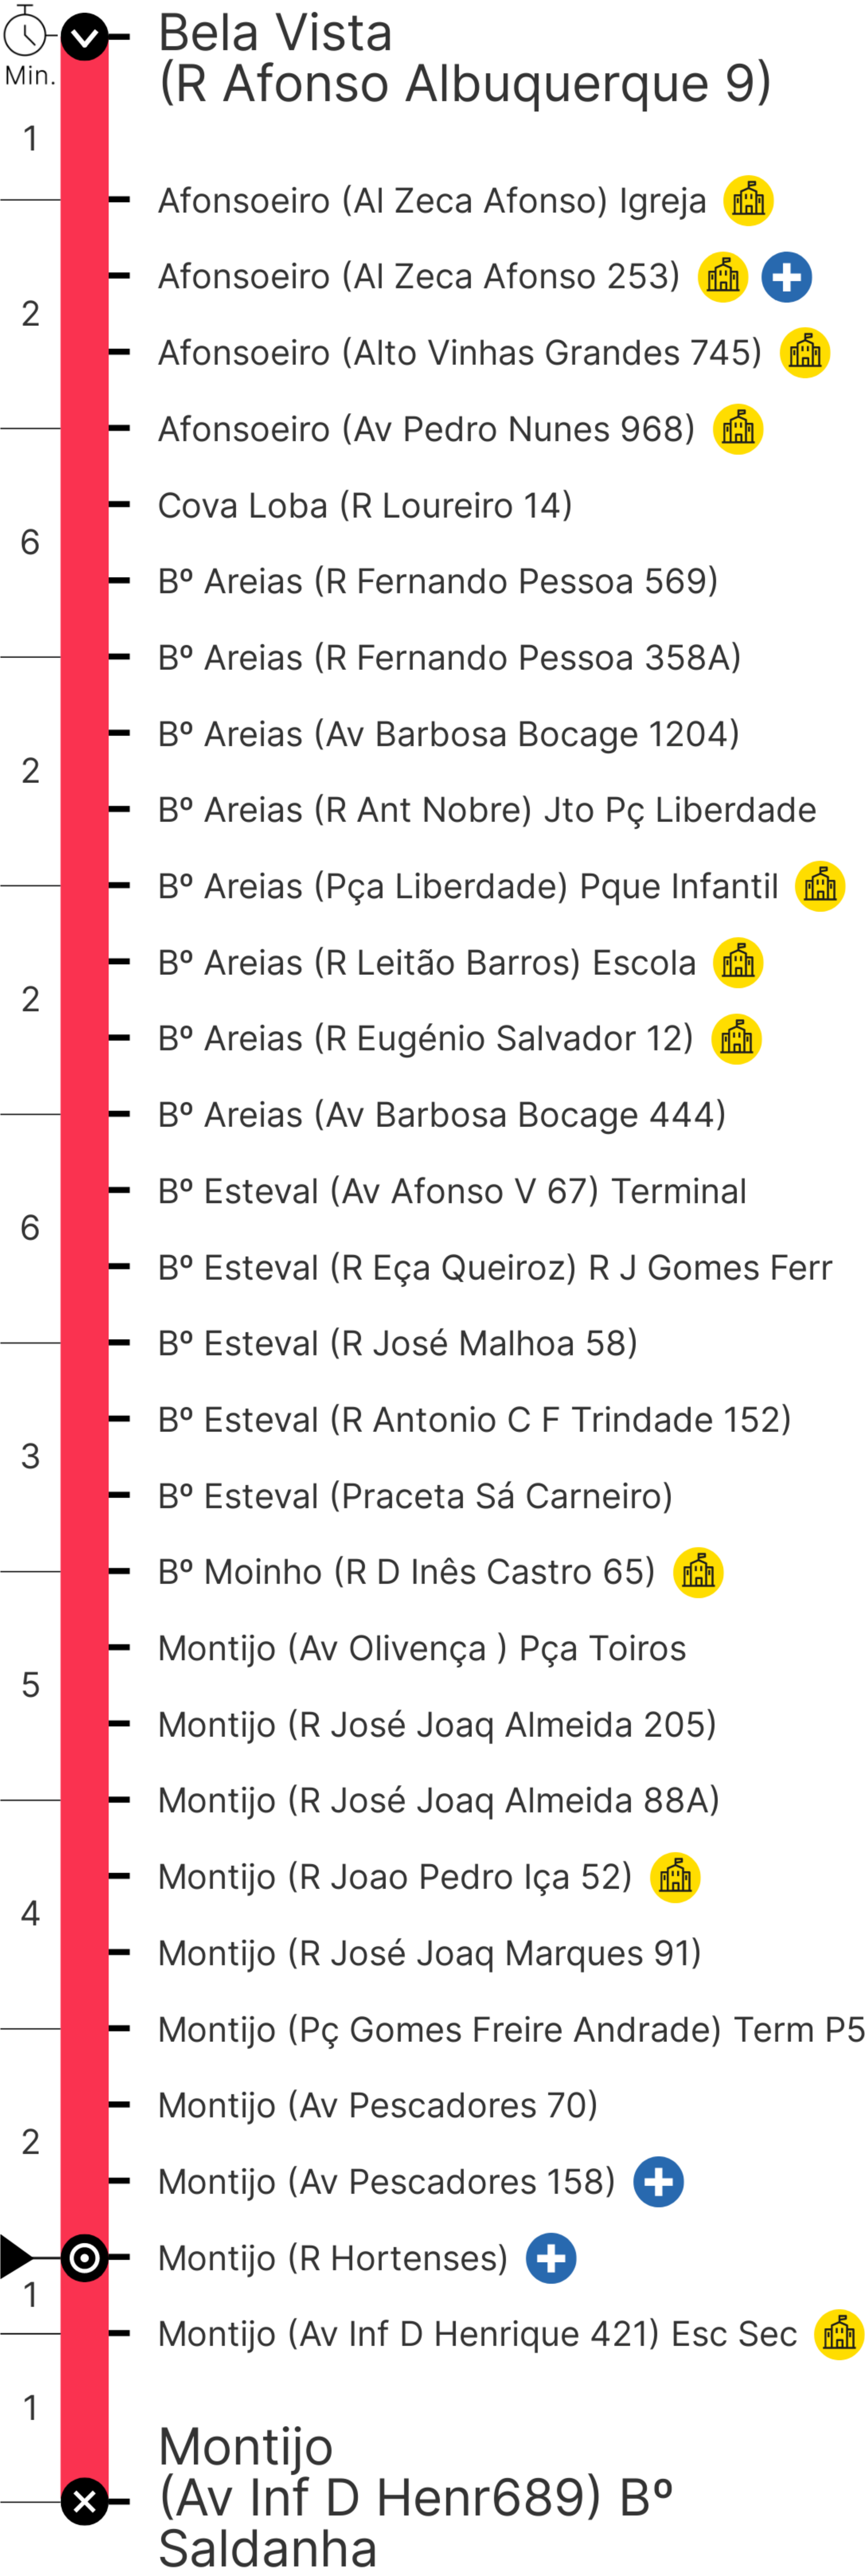 Min.
Bela Vista
(R Afonso Albuquerque 9)
1
Afonsoeiro (Al Zeca Afonso) Igreja
Afonsoeiro (Al Zeca Afonso 253)
2
Afonsoeiro (Alto Vinhas Grandes 745)
Afonsoeiro (Av Pedro Nunes 968)
Cova Loba (R Loureiro 14)
6
Bº Areias (R Fernando Pessoa 569)
Bº Areias (R Fernando Pessoa 358A)
Bº Areias (Av Barbosa Bocage 1204)
2
Bº Areias (R Ant Nobre) Jto Pç Liberdade
Bº Areias (Pça Liberdade) Pque Infantil
Bº Areias (R Leitão Barros) Escola
2
Bº Areias (R Eugénio Salvador 12)
Bº Areias (Av Barbosa Bocage 444)
Bº Esteval (Av Afonso V 67) Terminal
6
Bº Esteval (R Eça Queiroz) R J Gomes Ferr
Bº Esteval (R José Malhoa 58)
Bº Esteval (R Antonio C F Trindade 152)
3
Bº Esteval (Praceta Sá Carneiro)
Bº Moinho (R D Inês Castro 65)
Montijo (Av Olivença ) Pça Toiros
5
Montijo (R José Joaq Almeida 205)
Montijo (R José Joaq Almeida 88A)
Montijo (R Joao Pedro Iça 52)
4
Montijo (R José Joaq Marques 91)
Montijo (Pç Gomes Freire Andrade) Term P5
Montijo (Av Pescadores 70)
2
Montijo (Av Pescadores 158)
Montijo (R Hortenses)
1
Montijo (Av Inf D Henrique 421) Esc Sec
1
Montijo
(Av Inf D Henr689) Bº
Saldanha